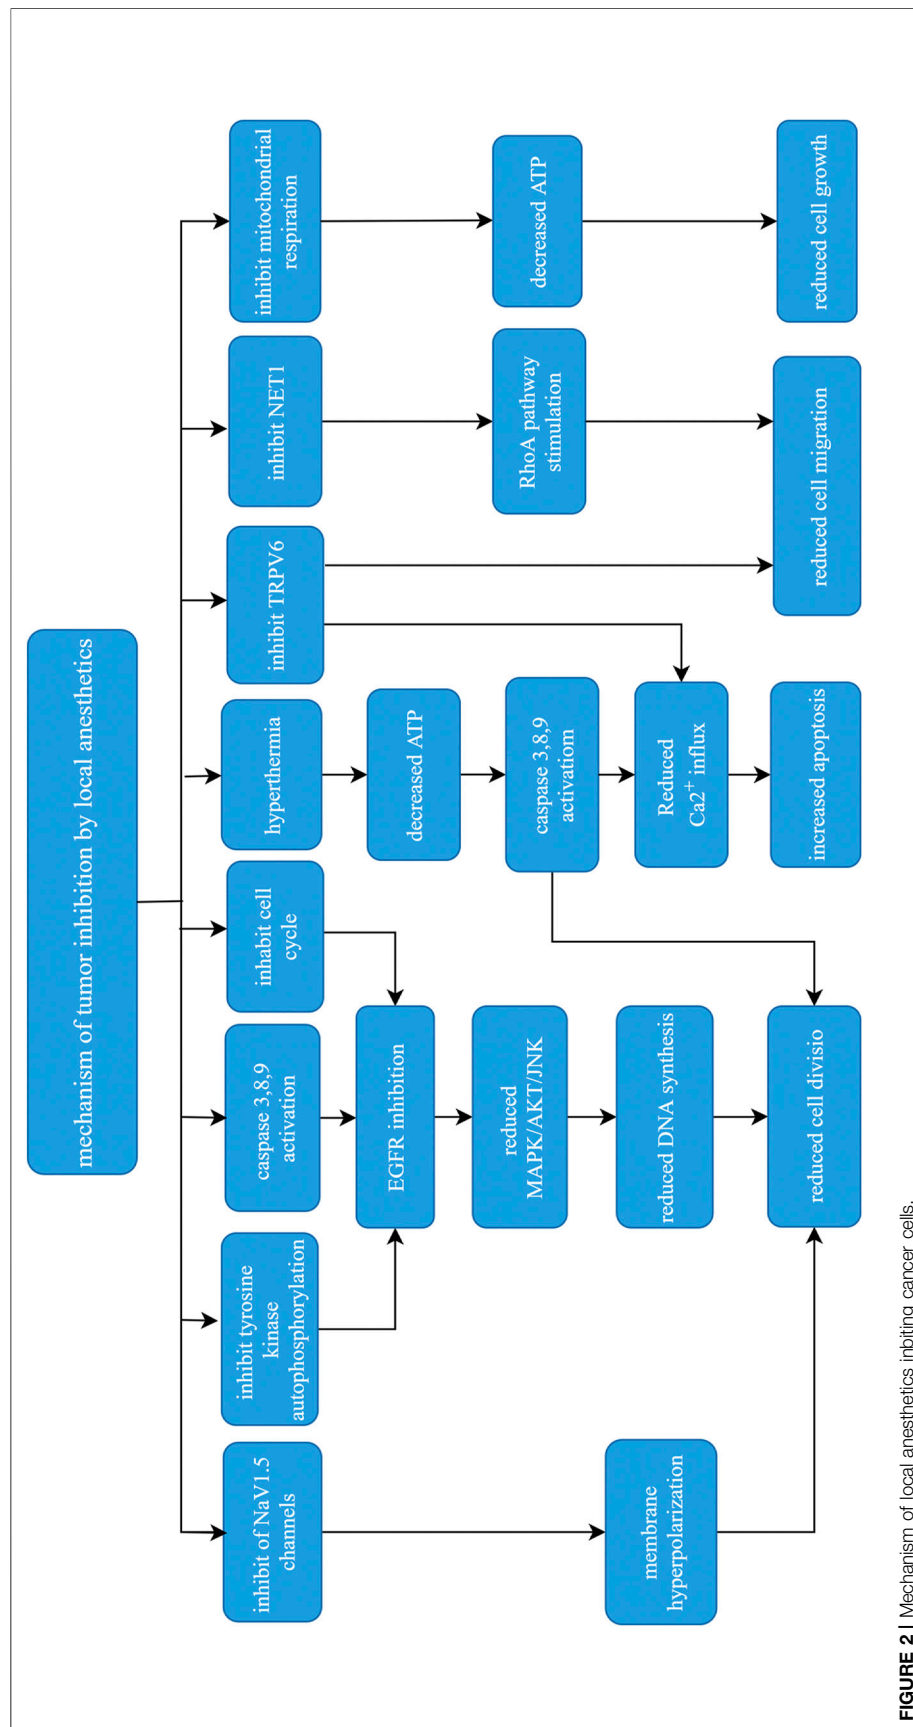 mechanism of tumor inhibition by local anesthetics
inhibit of NaV1.5
channels
inhibit tyrosine
kinase
autophosphorylation
caspase 3,8,9
activation
inhabit cell
cycle
hyperthermia
inhibit TRPV6
inhibit NET1
inhibit mitochondrial
respiration
EGFR inhibition
decreased ATP
reduced
MAPK/AKT/JNK
caspase 3,8,9
activatiom
RhoA pathway
stimulation
decreased ATP
membrane
hyperpolarization
reduced DNA synthesis
Reduced
Ca2+ influx
reduced cell divisio
increased apoptosis
reduced cell migration
reduced cell growth
FIGURE 2 | Mechanism of local anesthetics inbiting cancer cells.